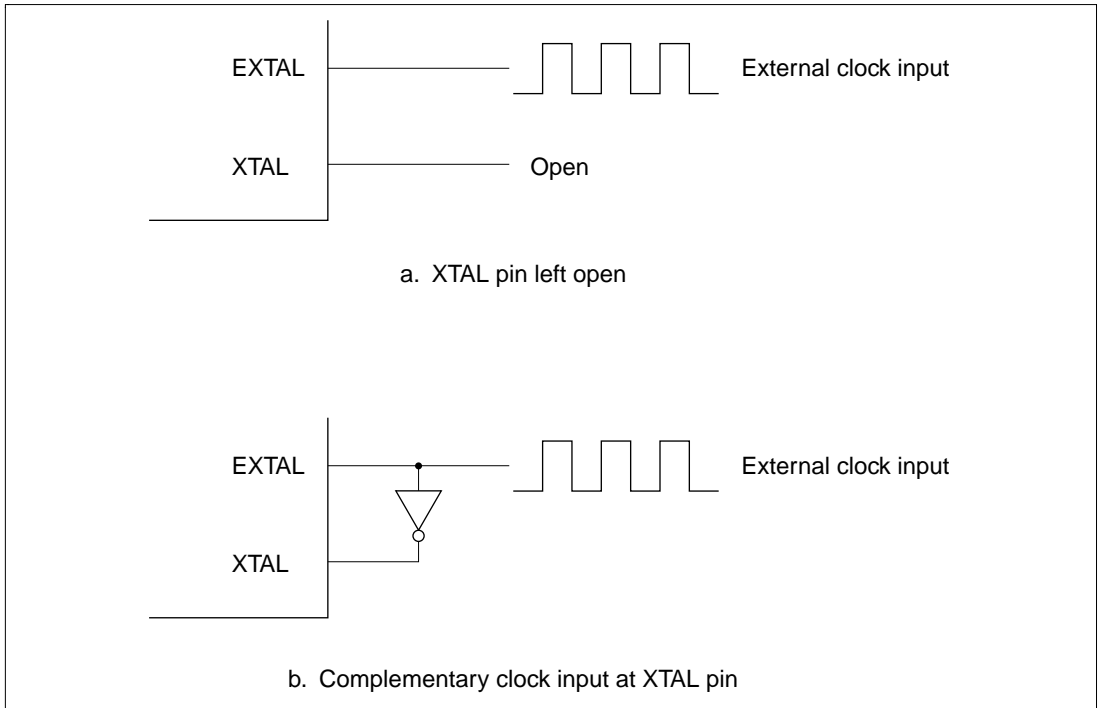 EXTAL
External clock input
XTAL
Open
a. XTAL pin left open
EXTAL
External clock input
XTAL
b. Complementary clock input at XTAL pin